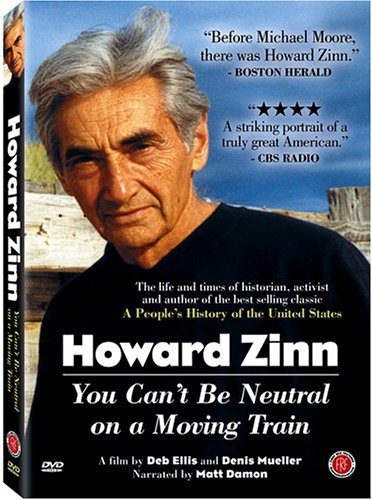 "Before Michael Moore,
there was Howard Zinn."
- BOSTON HERALD
★★★★
A striking portrait of a
truly great American."
- CBS RADIO
The life and times of historian, activist
and author of the best selling classic
A People's History of the United States
Howard Zinn
You Can't Be Neutral
on a Moving Train
A film by Deb Ellis and Denis Mueller
Narrated by Matt Damon
DVD
FRF
Howard Zinn
You Can't Be Neutral
on a Moving Train
DVD